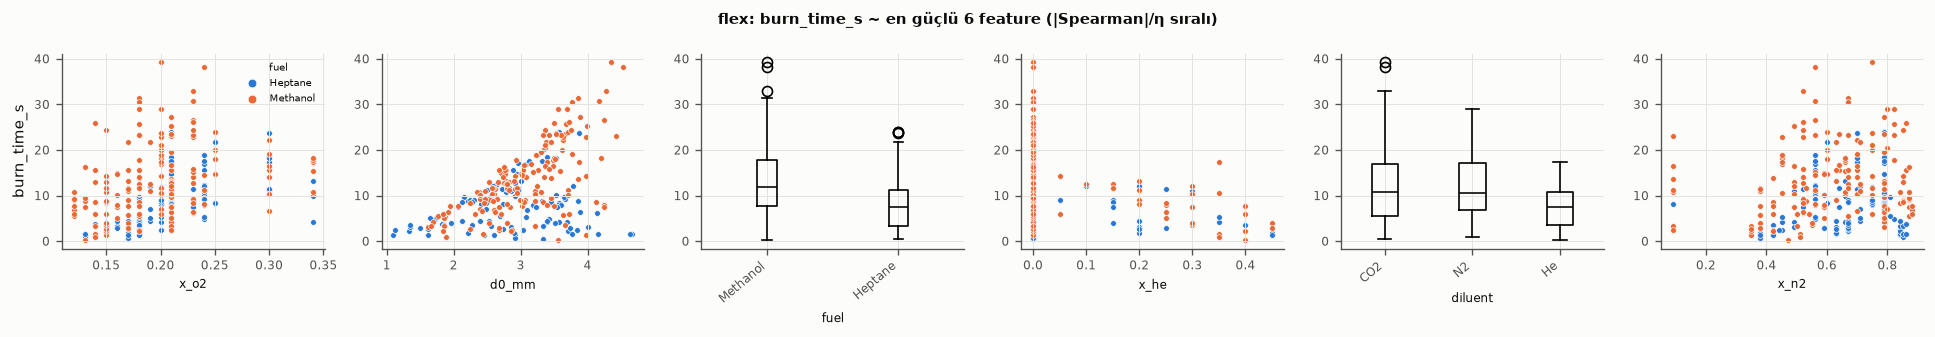 flex: burn_time_s ~ en güçlü 6 feature (|Spearman|/η sıralı)
burn_time_s
40
30
20
10
0
0.15 0.20 0.25 0.30 0.35
x_o2
fuel
Heptane
Methanol
40
30
20
10
0
1 2 3 4
d0_mm
40
30
20
10
0
Methanol Heptane
fuel
40
30
20
10
0
0.0 0.1 0.2 0.3 0.4
x_he
40
30
20
10
0
CO2 N2 He
diluent
40
30
20
10
0
0.2 0.4 0.6 0.8
x_n2